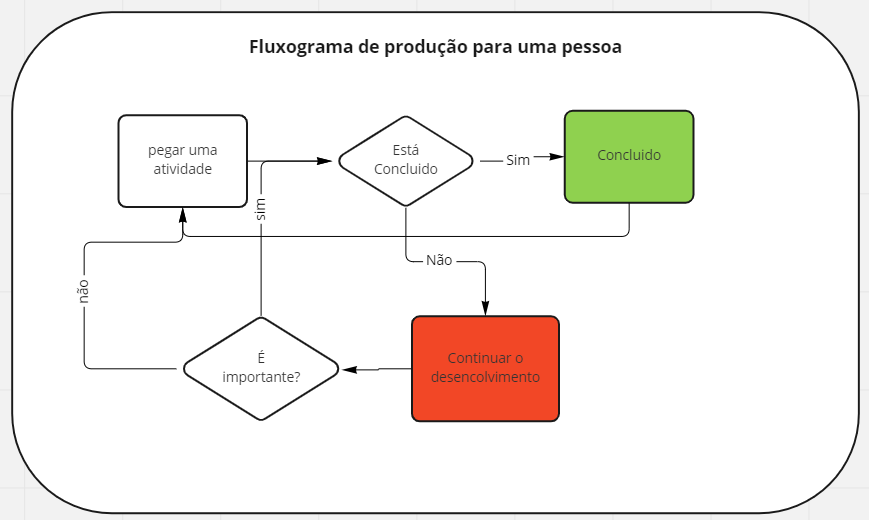 Fluxograma de produção para uma pessoa
pegar uma
atividade
Está
Concluido
Sim
Concluido
sim
Não
não
É
importante?
Continuar o
desencolvimento